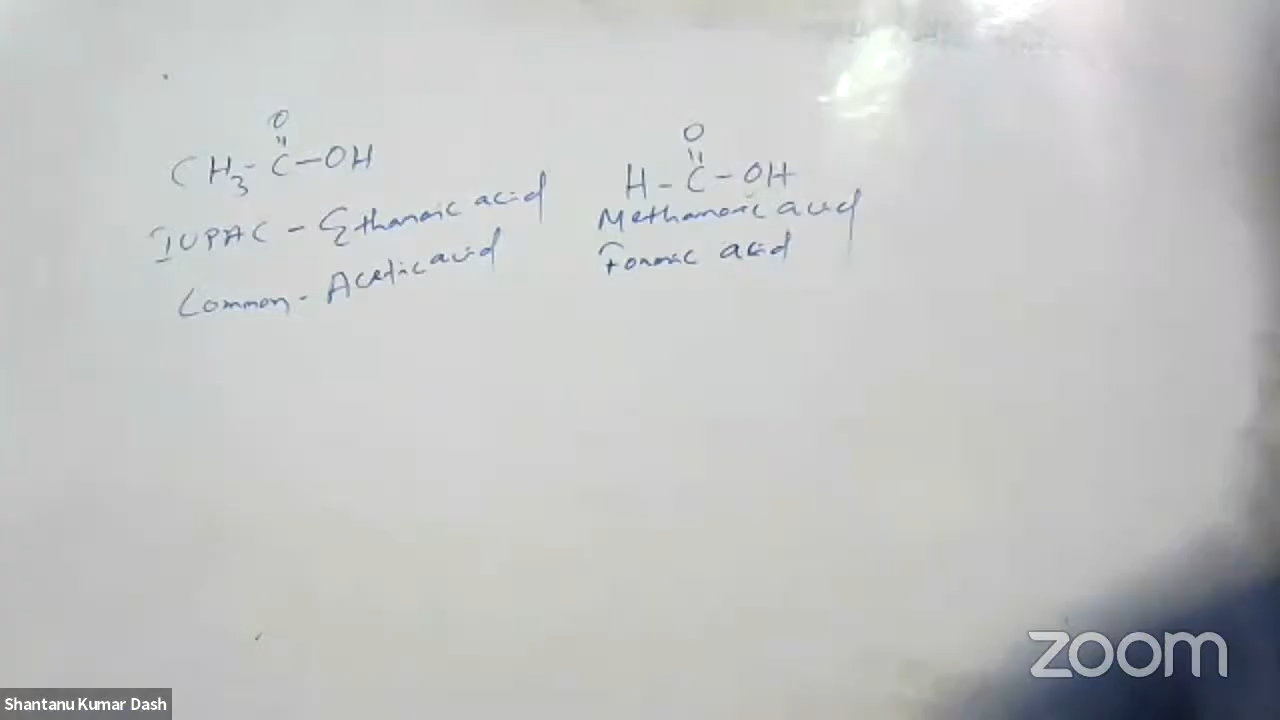 O
"
CH3-C-OH
IUPAC - Ethanoic acid
Common - Acetic acid
O
"
H-C-OH
Methanoic acid
Formic acid
zoom
Shantanu Kumar Dash